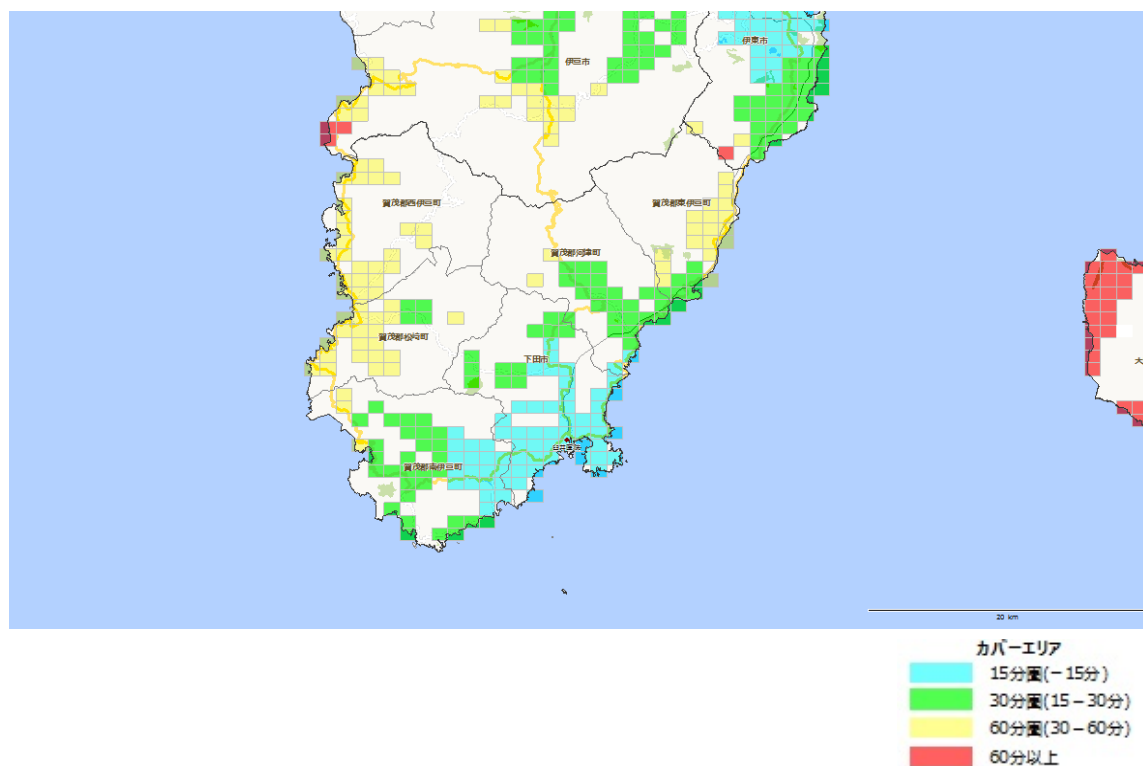 伊東市
伊豆市
賀茂郡西伊豆町
賀茂郡東伊豆町
賀茂郡河津町
賀茂郡松崎町
下田市
賀茂郡南伊豆町
大
20 km
カバーエリア
15分圏(－15分)
30分圏(15－30分)
60分圏(30－60分)
60分以上